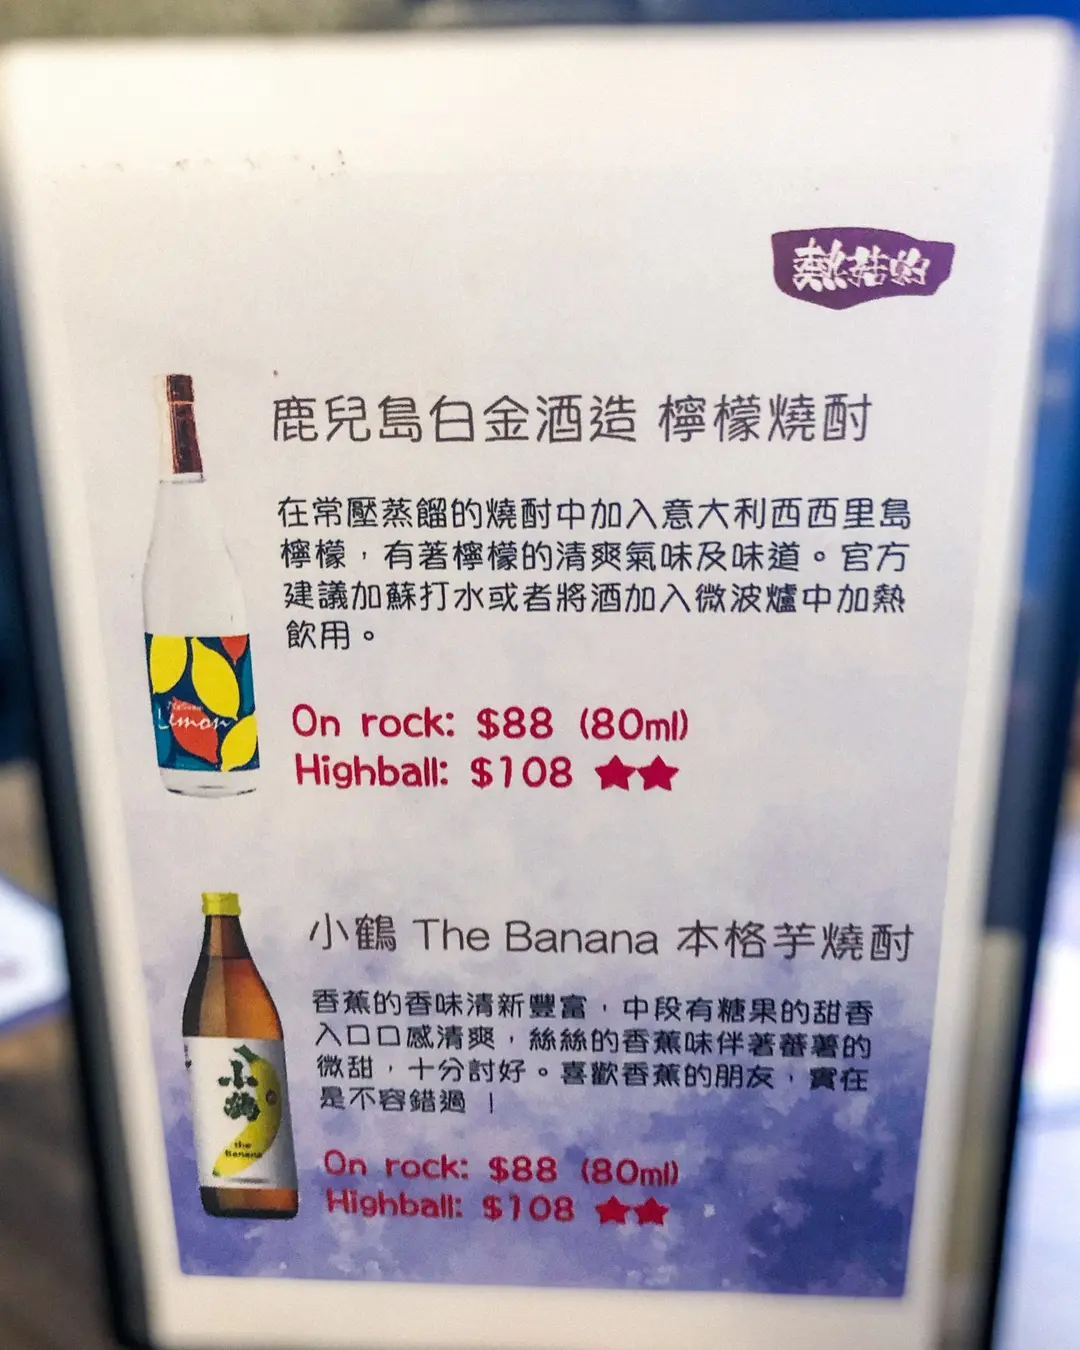 熱菇灼
鹿兒島白金酒造 檸檬燒酎
在常壓蒸餾的燒酎中加入意大利西西里島
檸檬，有著檸檬的清爽氣味及味道。官方
建議加蘇打水或者將酒加入微波爐中加熱
飲用。
Limon
On rock: $88 (80ml)
Highball: $108 ★★
小鶴 The Banana 本格芋燒酎
香蕉的香味清新豐富，中段有糖果的甜香
入口口感清爽，絲絲的香蕉味伴著蕃薯的
微甜，十分討好。喜歡香蕉的朋友，實在
是不容錯過 ！
小鶴
the
Banana
On rock: $88 (80ml)
Highball: $108 ★★